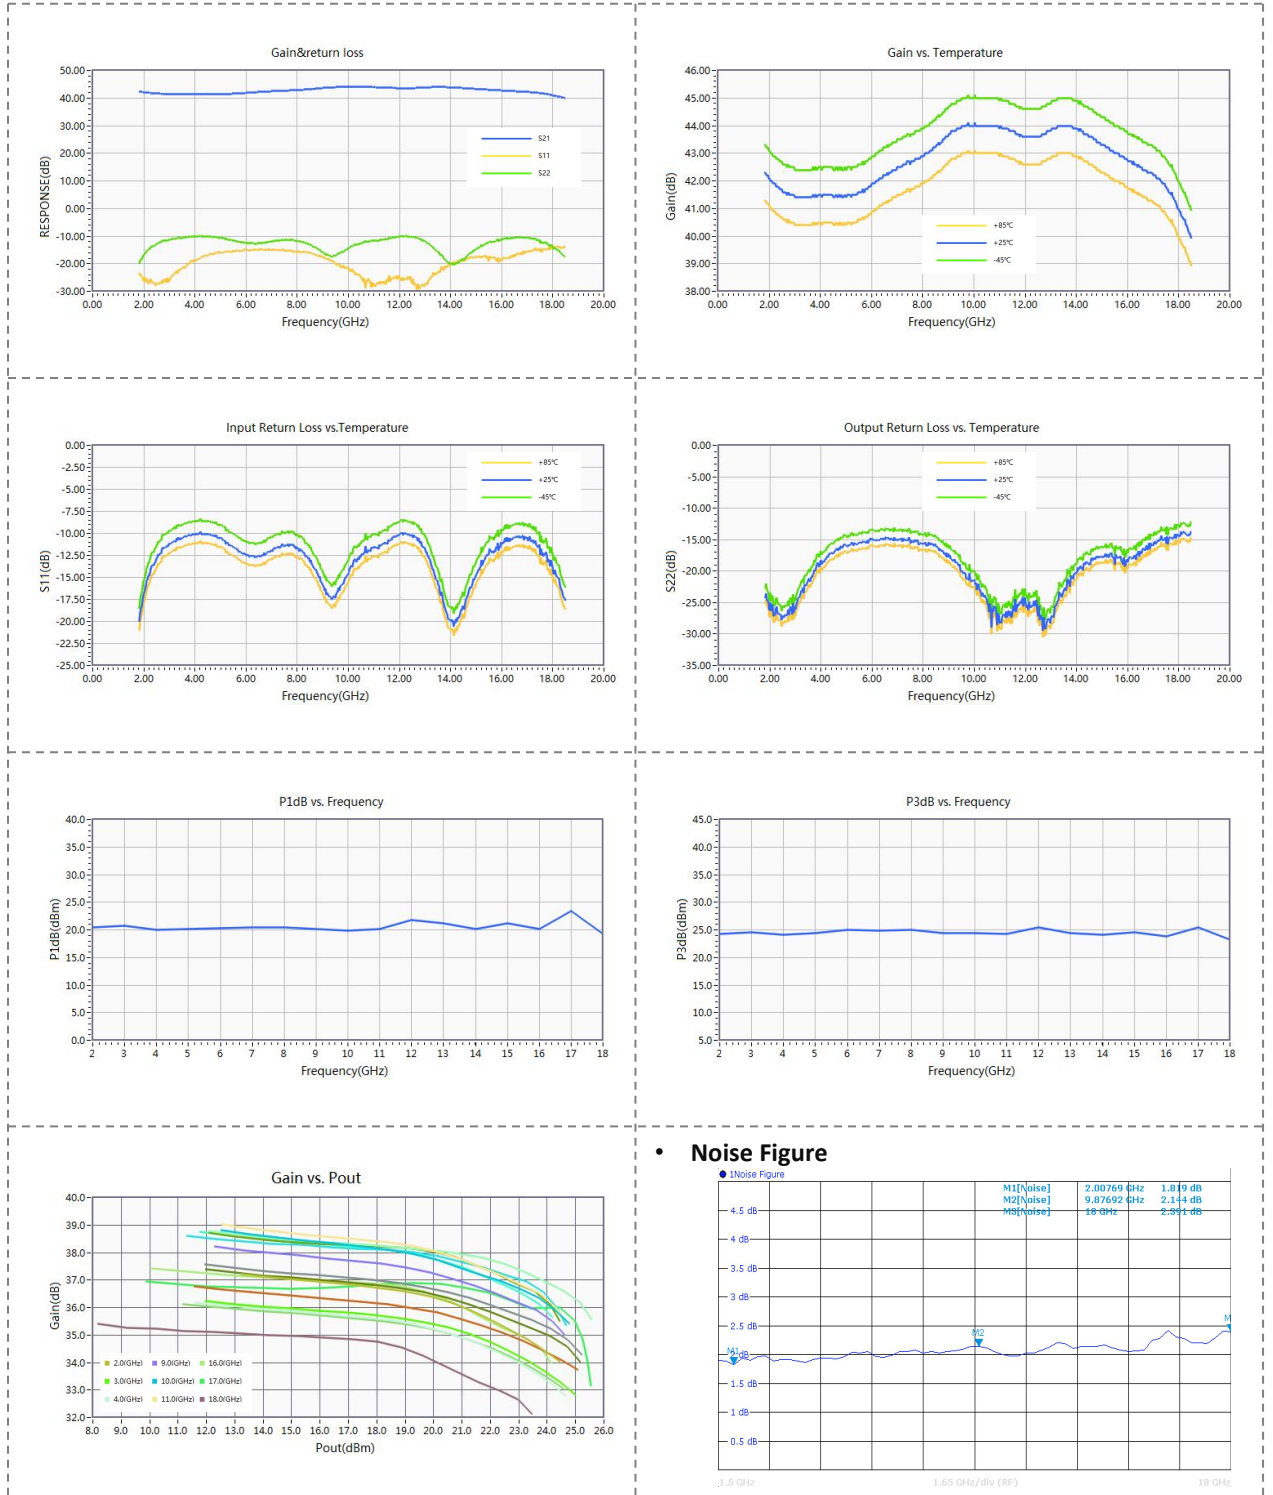 Gain&return loss
50.00
40.00
30.00
20.00
10.00
0.00
-10.00
-20.00
-30.00
RESPONSE(dB)
S21
S11
S22
0.00 2.00 4.00 6.00 8.00 10.00 12.00 14.00 16.00 18.00 20.00
Frequency(GHz)
Gain vs. Temperature
46.00
45.00
44.00
43.00
42.00
41.00
40.00
39.00
38.00
Gain(dB)
+85℃
+25℃
-45℃
0.00 2.00 4.00 6.00 8.00 10.00 12.00 14.00 16.00 18.00 20.00
Frequency(GHz)
Input Return Loss vs.Temperature
0.00
-2.50
-5.00
-7.50
-10.00
-12.50
-15.00
-17.50
-20.00
-22.50
-25.00
S11(dB)
+85℃
+25℃
-45℃
0.00 2.00 4.00 6.00 8.00 10.00 12.00 14.00 16.00 18.00 20.00
Frequency(GHz)
Output Return Loss vs. Temperature
0.00
-5.00
-10.00
-15.00
-20.00
-25.00
-30.00
-35.00
S22(dB)
+85℃
+25℃
-45℃
0.00 2.00 4.00 6.00 8.00 10.00 12.00 14.00 16.00 18.00 20.00
Frequency(GHz)
P1dB vs. Frequency
40.0
35.0
30.0
25.0
20.0
15.0
10.0
5.0
0.0
P1dB(dBm)
2 3 4 5 6 7 8 9 10 11 12 13 14 15 16 17 18
Frequency(GHz)
P3dB vs. Frequency
45.0
40.0
35.0
30.0
25.0
20.0
15.0
10.0
5.0
P3dB(dBm)
2 3 4 5 6 7 8 9 10 11 12 13 14 15 16 17 18
Frequency(GHz)
Gain vs. Pout
40.0
39.0
38.0
37.0
36.0
35.0
34.0
33.0
32.0
Gain(dB)
2.0(GHz) 9.0(GHz) 16.0(GHz)
3.0(GHz) 10.0(GHz) 17.0(GHz)
4.0(GHz) 11.0(GHz) 18.0(GHz)
8.0 9.0 10.0 11.0 12.0 13.0 14.0 15.0 16.0 17.0 18.0 19.0 20.0 21.0 22.0 23.0 24.0 25.0 26.0
Pout(dBm)
• Noise Figure
1Noise Figure
M1[Noise] 2.00769 GHz 1.819 dB
M2[Noise] 9.87692 GHz 2.144 dB
M3[Noise] 18 GHz 2.391 dB
4.5 dB
4 dB
3.5 dB
3 dB
2.5 dB
2 dB
1.5 dB
1 dB
0.5 dB
M1
M2
M
1.5 GHz 1.65 GHz/div (RF) 18 GHz